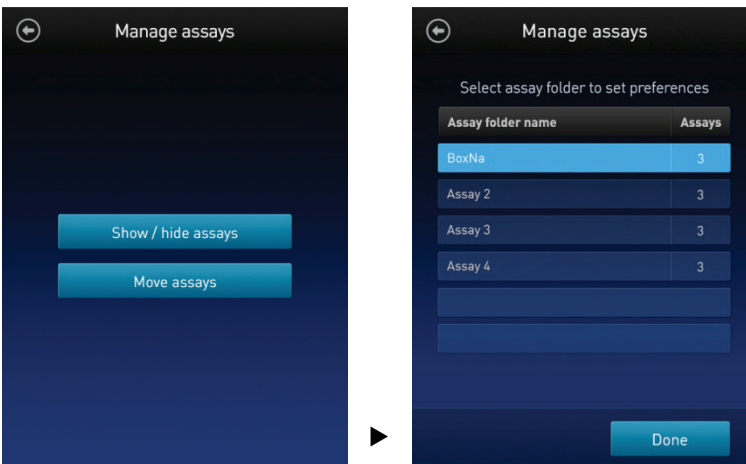 Manage assays
Show / hide assays
Move assays
Manage assays
Select assay folder to set preferences
Assay folder name Assays
BoxNa 3
Assay 2 3
Assay 3 3
Assay 4 3
Done